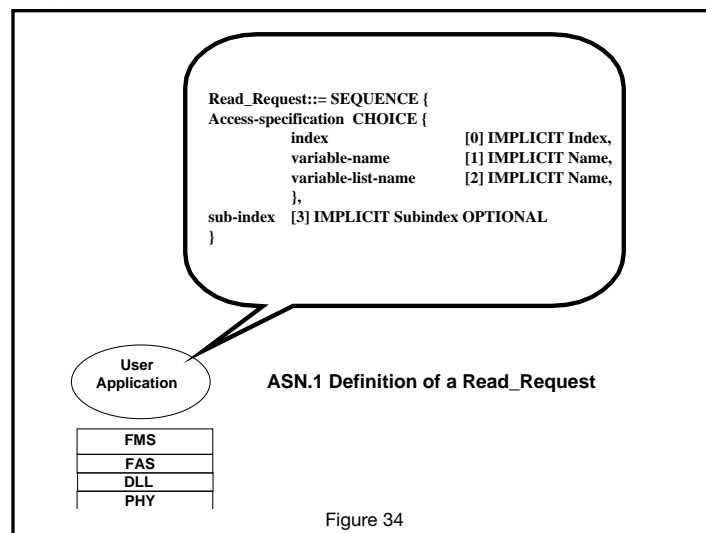 Read_Request::= SEQUENCE {
Access-specification CHOICE {
index [0] IMPLICIT Index,
variable-name [1] IMPLICIT Name,
variable-list-name [2] IMPLICIT Name,
},
sub-index [3] IMPLICIT Subindex OPTIONAL
}
User
Application
ASN.1 Definition of a Read_Request
FMS
FAS
DLL
PHY
Figure 34